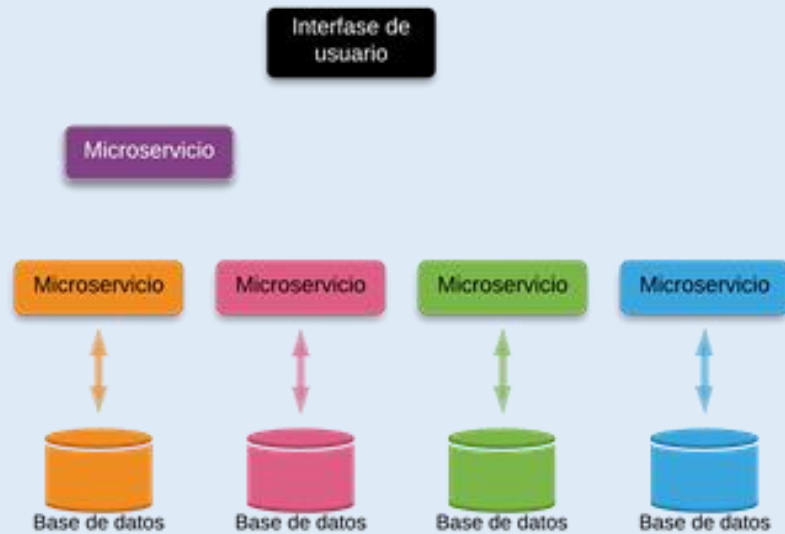 Interfase de
usuario
Microservicio
Microservicio
Microservicio
Microservicio
Microservicio
Base de datos
Base de datos
Base de datos
Base de datos